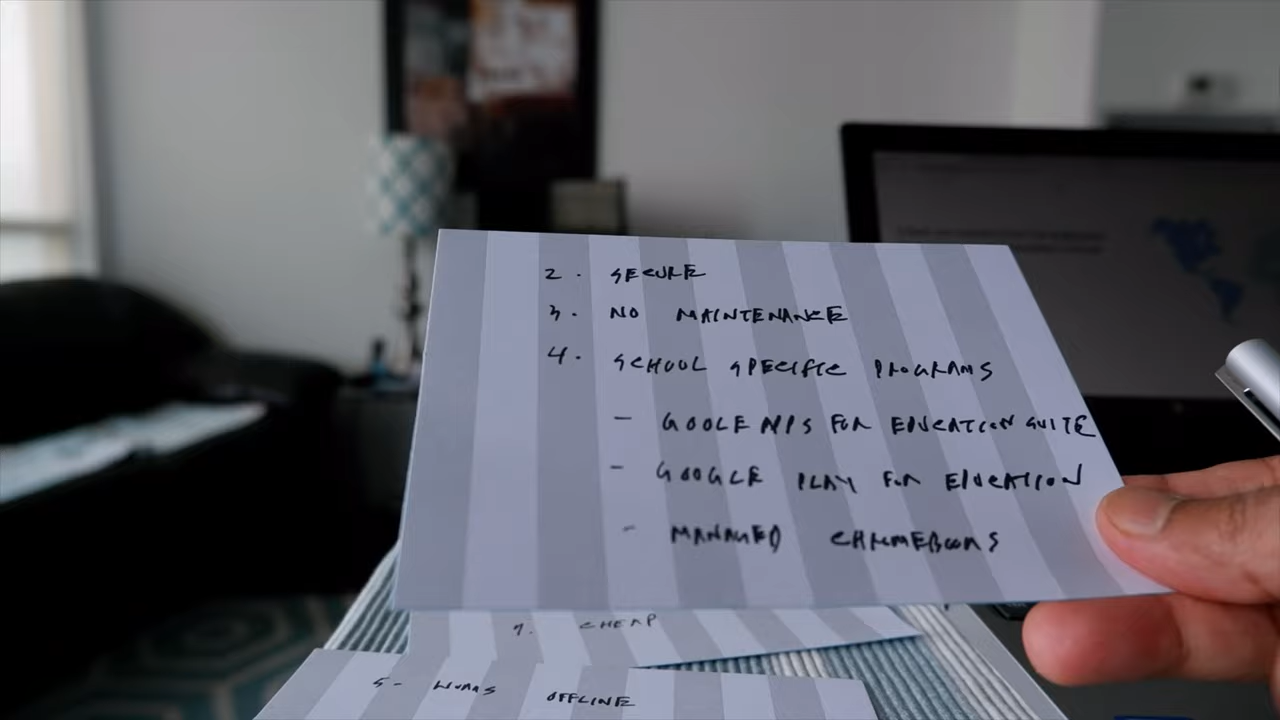 2. SECURE
3. NO MAINTENANCE
4. SCHOOL SPECIFIC PROGRAMS
- GOOLE APPS FOR EDUCATION SUITE
- GOOGLE PLAY FOR EDUCATION
- MANAGED CHROMEBOOKS
1. CHEAP
5- WORKS OFFLINE